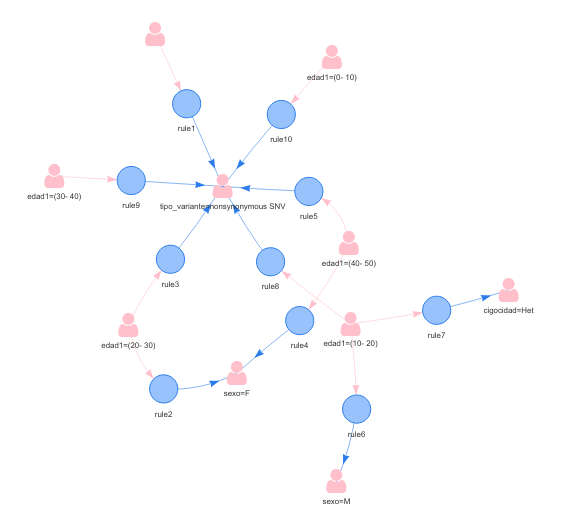 edad1=(0- 10)
rule1
rule10
edad1=(30- 40)
rule9
tipo_variante=nonsynonymous SNV
rule5
edad1=(40- 50)
rule3
rule8
cigocidad=Het
rule7
edad1=(20- 30)
rule4
edad1=(10- 20)
sexo=F
rule2
rule6
sexo=M